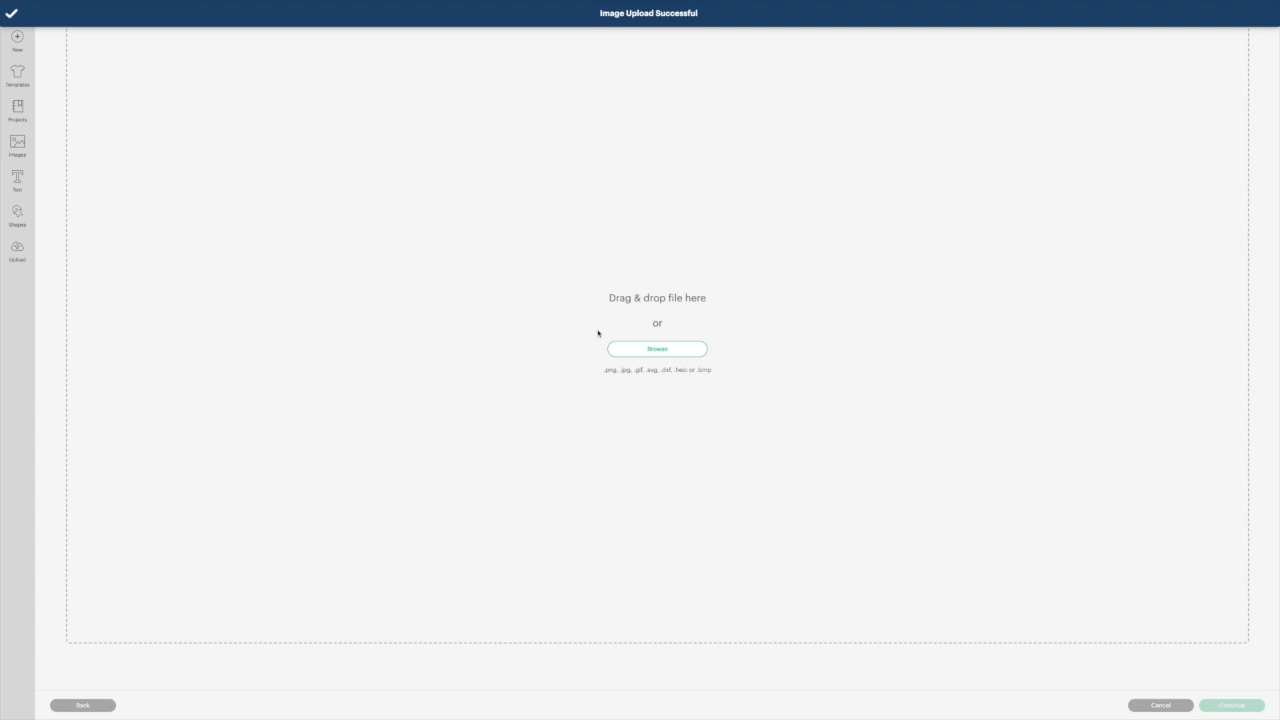 Image Upload Successful
New
Templates
Projects
Images
Text
Shapes
Upload
Drag & drop file here
or
Browse
.png, .jpg, .gif, .svg, .dxf, .heic or .bmp
Back
Cancel
Continue